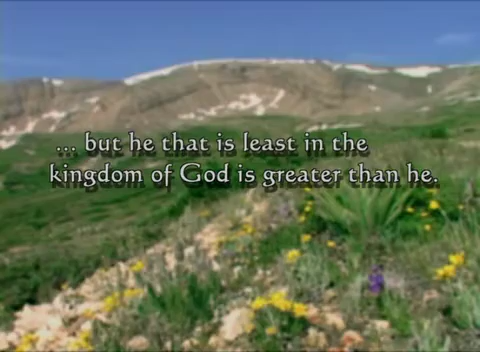 ... but he that is least in the
kingdom of God is greater than he.